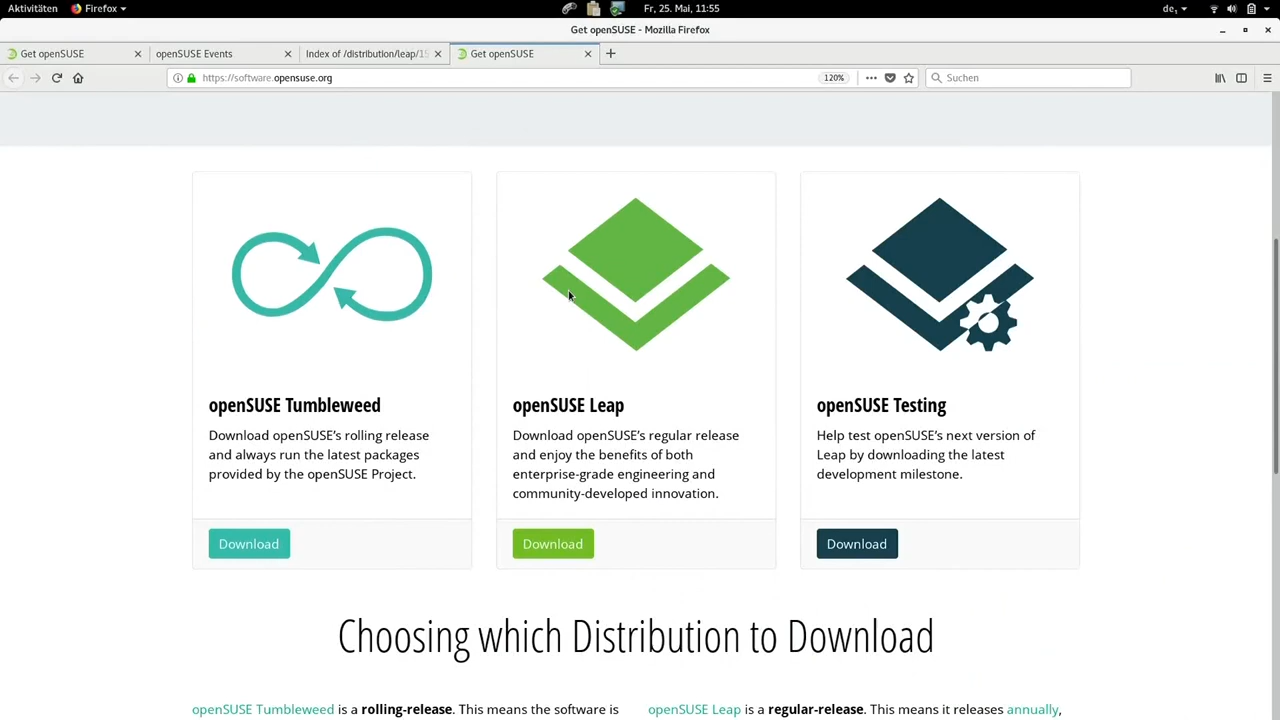 Aktivitäten Firefox Fr, 25. Mai, 11:55 de₁
Get openSUSE - Mozilla Firefox
Get openSUSE openSUSE Events Index of /distribution/leap/15 Get openSUSE
https://software.opensuse.org 120% Suchen
openSUSE Tumbleweed
Download openSUSE's rolling release
and always run the latest packages
provided by the openSUSE Project.
Download
openSUSE Leap
Download openSUSE's regular release
and enjoy the benefits of both
enterprise-grade engineering and
community-developed innovation.
Download
openSUSE Testing
Help test openSUSE's next version of
Leap by downloading the latest
development milestone.
Download
Choosing which Distribution to Download
openSUSE Tumbleweed is a rolling-release. This means the software is
openSUSE Leap is a regular-release. This means it releases annually,